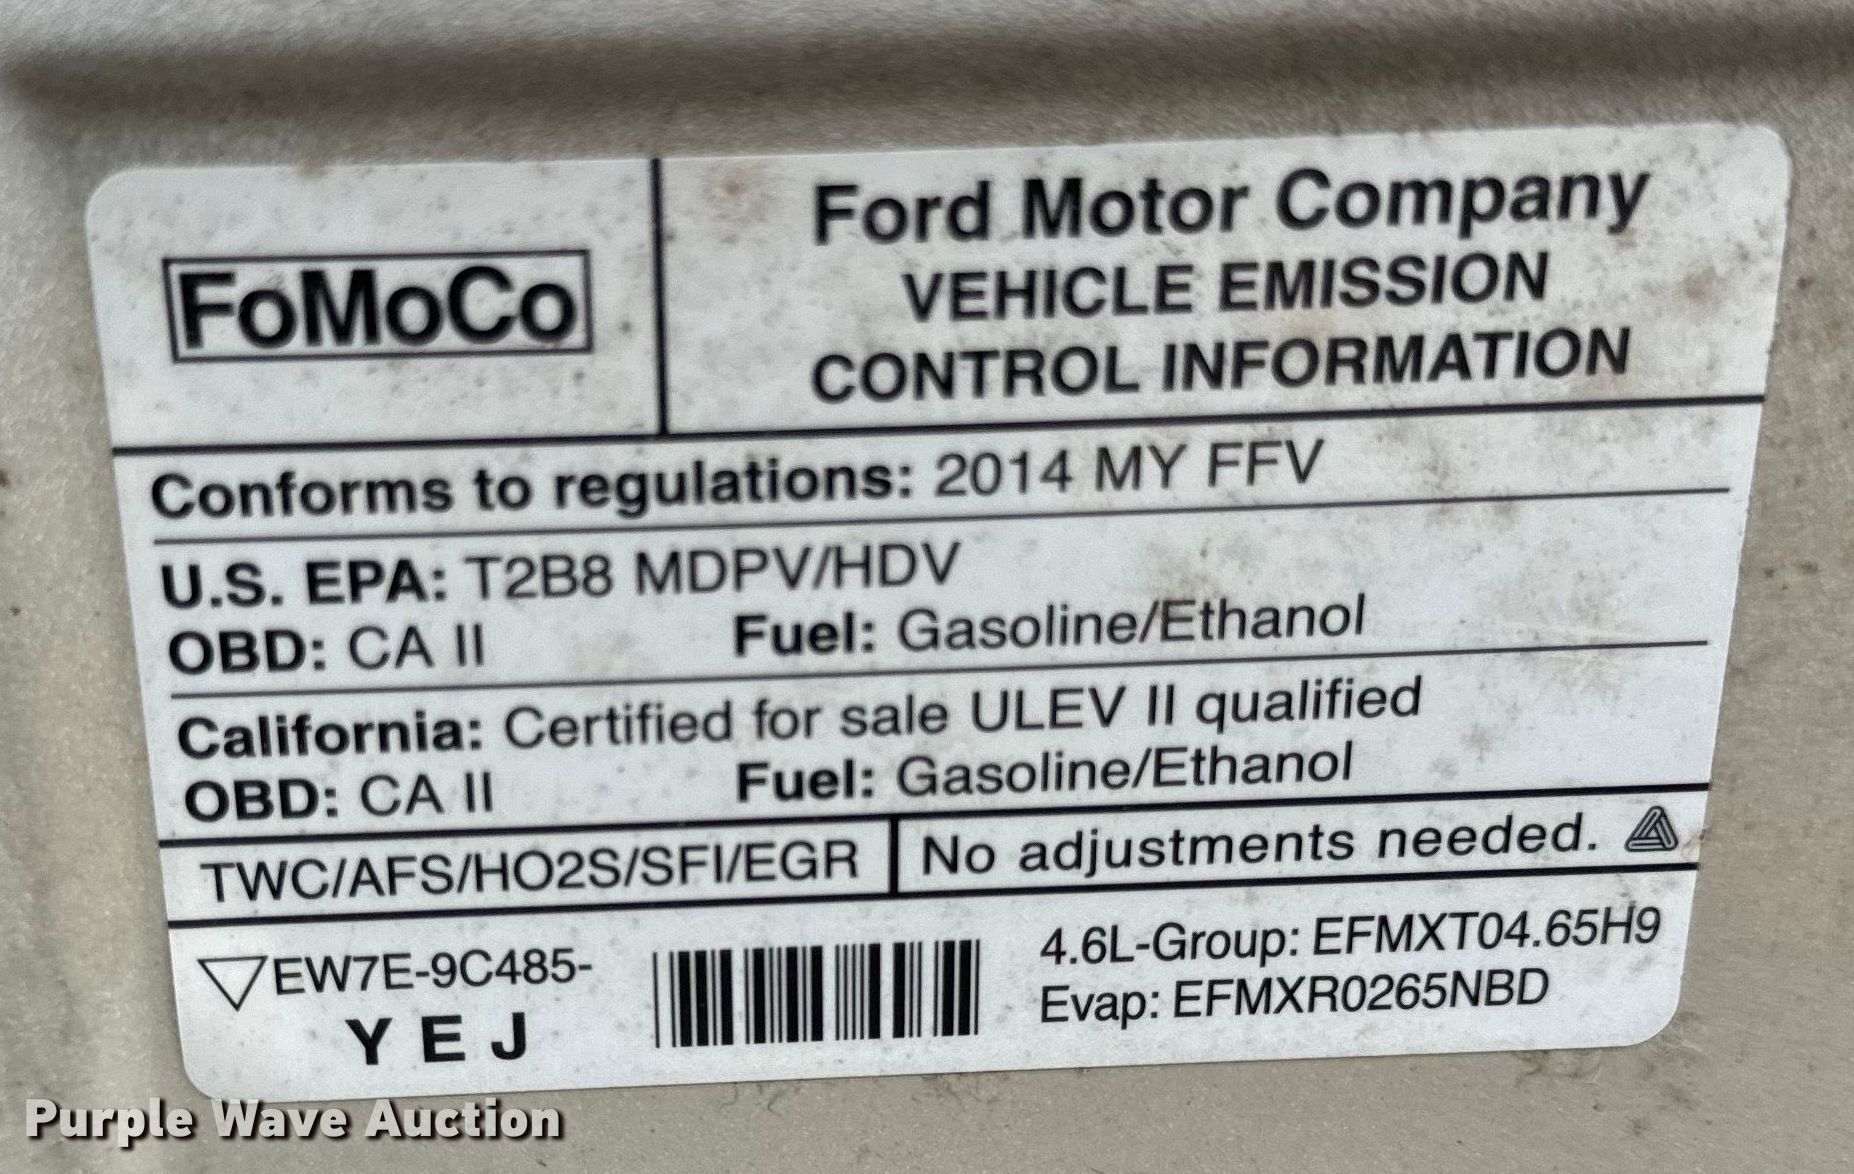 FoMoCo
Ford Motor Company
VEHICLE EMISSION
CONTROL INFORMATION
Conforms to regulations: 2014 MY FFV
U.S. EPA: T2B8 MDPV/HDV
OBD: CA II Fuel: Gasoline/Ethanol
California: Certified for sale ULEV II qualified
OBD: CA II Fuel: Gasoline/Ethanol
TWC/AFS/HO2S/SFI/EGR No adjustments needed.
EW7E-9C485-
Y E J
4.6L-Group: EFMXT04.65H9
Evap: EFMXR0265NBD
Purple Wave Auction